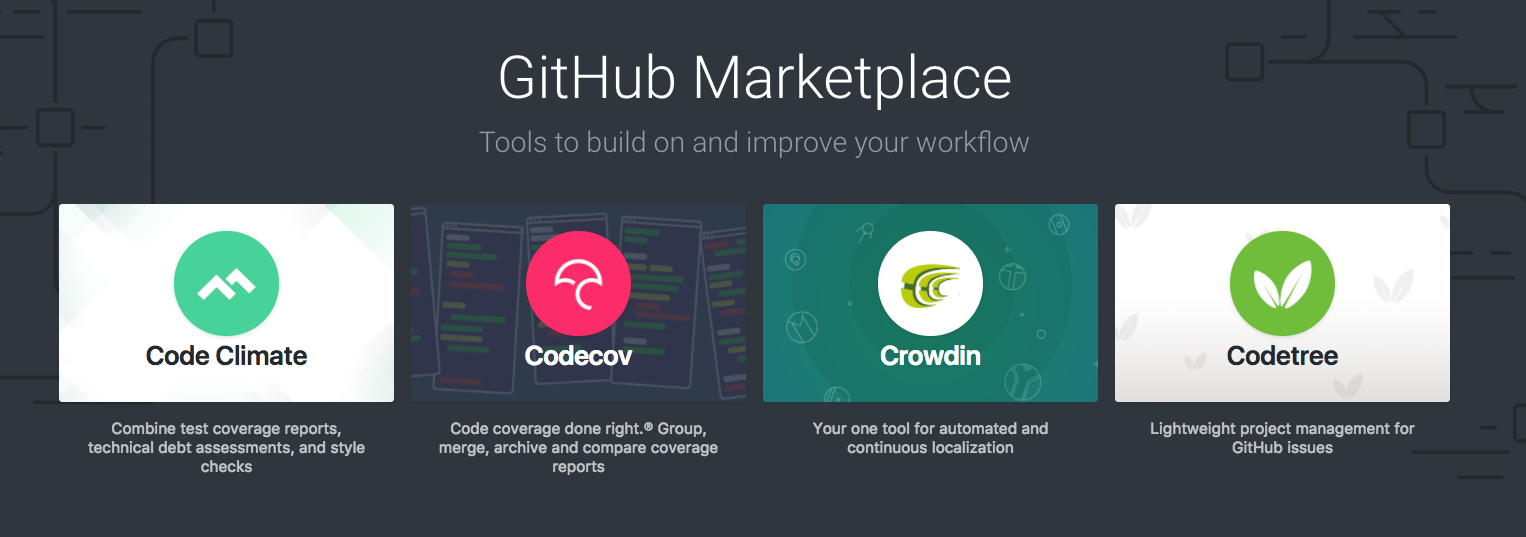 GitHub Marketplace
Tools to build on and improve your workflow
Code Climate
Combine test coverage reports,
technical debt assessments, and style
checks
Codecov
Code coverage done right.® Group,
merge, archive and compare coverage
reports
Crowdin
Your one tool for automated and
continuous localization
Codetree
Lightweight project management for
GitHub issues